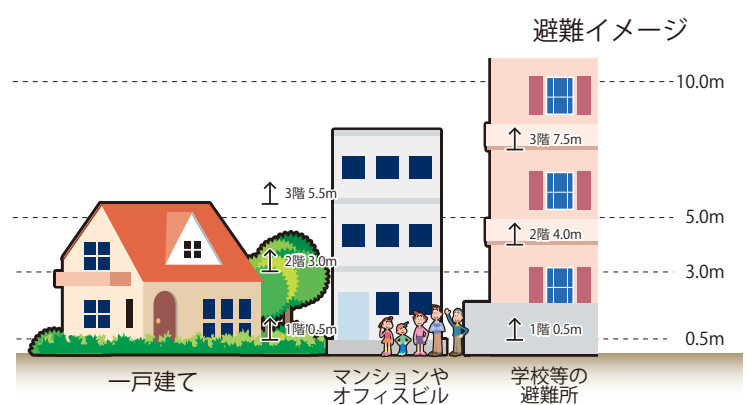 避難イメージ
10.0m
3階 7.5m
3階 5.5m
5.0m
2階 4.0m
2階 3.0m
3.0m
1階 0.5m
1階 0.5m
0.5m
一戸建て
マンションや
オフィスビル
学校等の
避難所